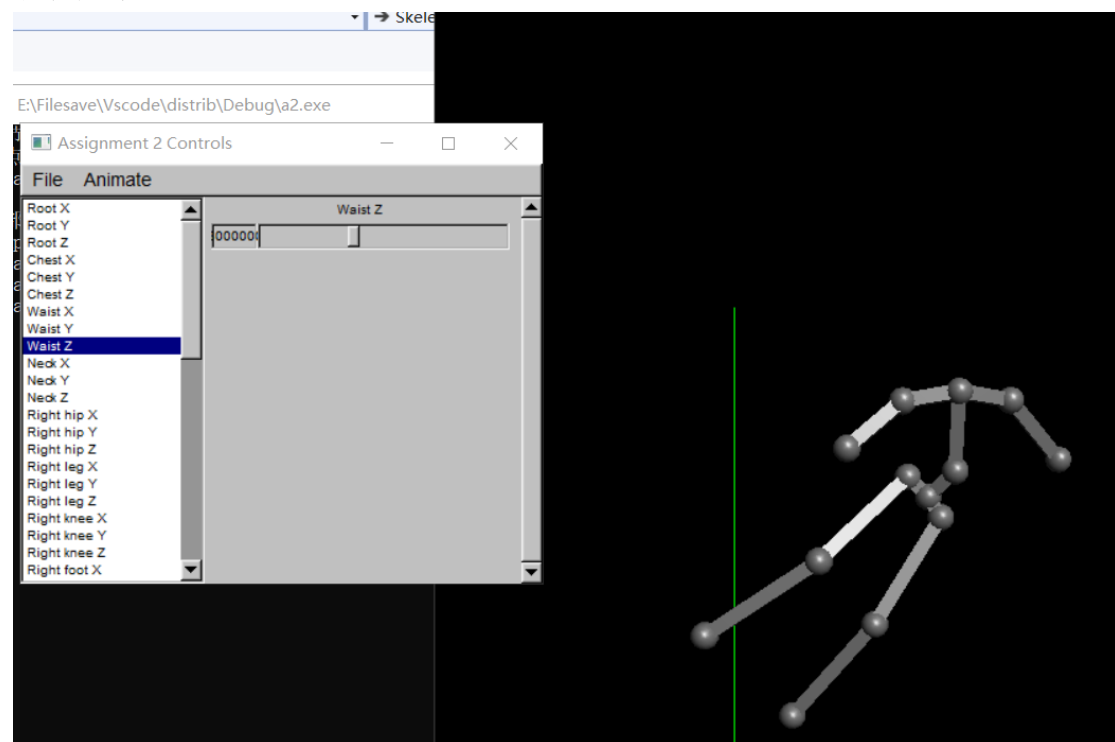 ➔ Skele
E:\Filesave\Vscode\distrib\Debug\a2.exe
Assignment 2 Controls
File Animate
Root X
Root Y
Root Z
Chest X
Chest Y
Chest Z
Waist X
Waist Y
Waist Z
Neck X
Neck Y
Neck Z
Right hip X
Right hip Y
Right hip Z
Right leg X
Right leg Y
Right leg Z
Right knee X
Right knee Y
Right knee Z
Right foot X
Waist Z